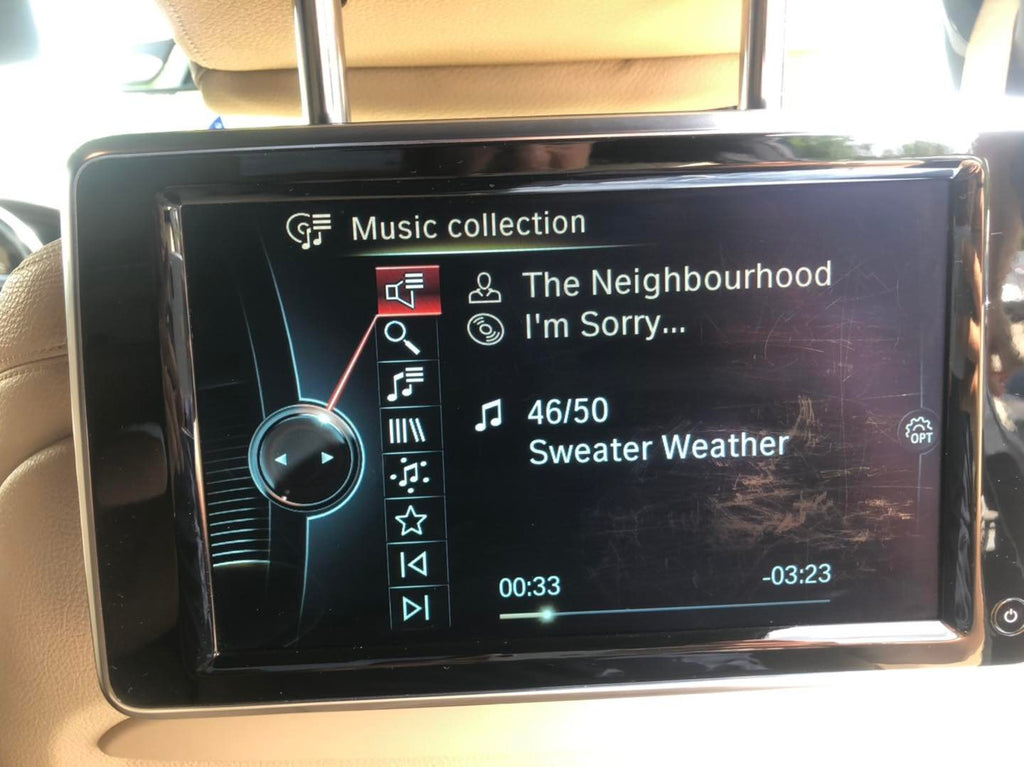 Music collection
The Neighbourhood
I'm Sorry...
46/50
Sweater Weather
OPT
00:33
-03:23